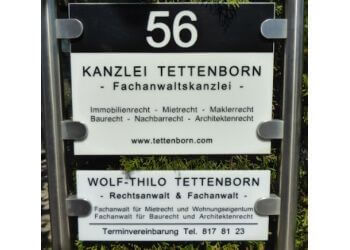 56
KANZLEI TETTENBORN
- Fachanwaltskanzlei -
Immobilienrecht - Mietrecht - Maklerrecht
Baurecht - Nachbarrecht - Architektenrecht
www.tettenborn.com
WOLF-THILO TETTENBORN
- Rechtsanwalt & Fachanwalt -
Fachanwalt für Mietrecht und Wohnungseigentum
Fachanwalt für Baurecht und Architektenrecht
Terminvereinbarung Tel. 817 81 23